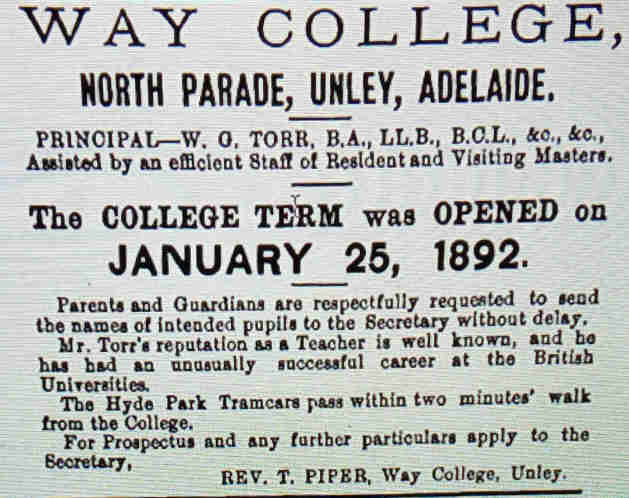 WAY COLLEGE,
NORTH PARADE, UNLEY, ADELAIDE.
PRINCIPAL—W. G. TORR, B.A., LL.B., B.C.L., &c., &c.,
Assisted by an efficient Staff of Resident and Visiting Masters.
The COLLEGE TERM was OPENED on
JANUARY 25, 1892.
Parents and Guardians are respectfully requested to send
the names of intended pupils to the Secretary without delay.
Mr. Torr's reputation as a Teacher is well known, and he
has had an unusually successful career at the British
Universities.
The Hyde Park Tramcars pass within two minutes' walk
from the College.
For Prospectus and any further particulars apply to the
Secretary,
REV. T. PIPER, Way College, Unley.